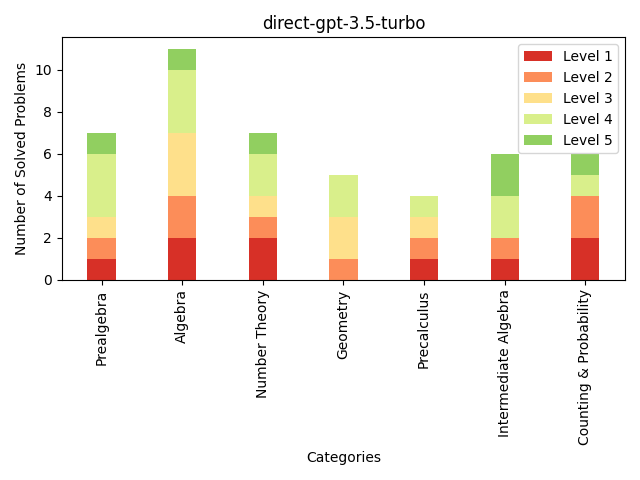 direct-gpt-3.5-turbo
Number of Solved Problems
10
8
6
4
2
0
Level 1
Level 2
Level 3
Level 4
Level 5
Prealgebra
Algebra
Number Theory
Geometry
Precalculus
Intermediate Algebra
Counting & Probability
Categories